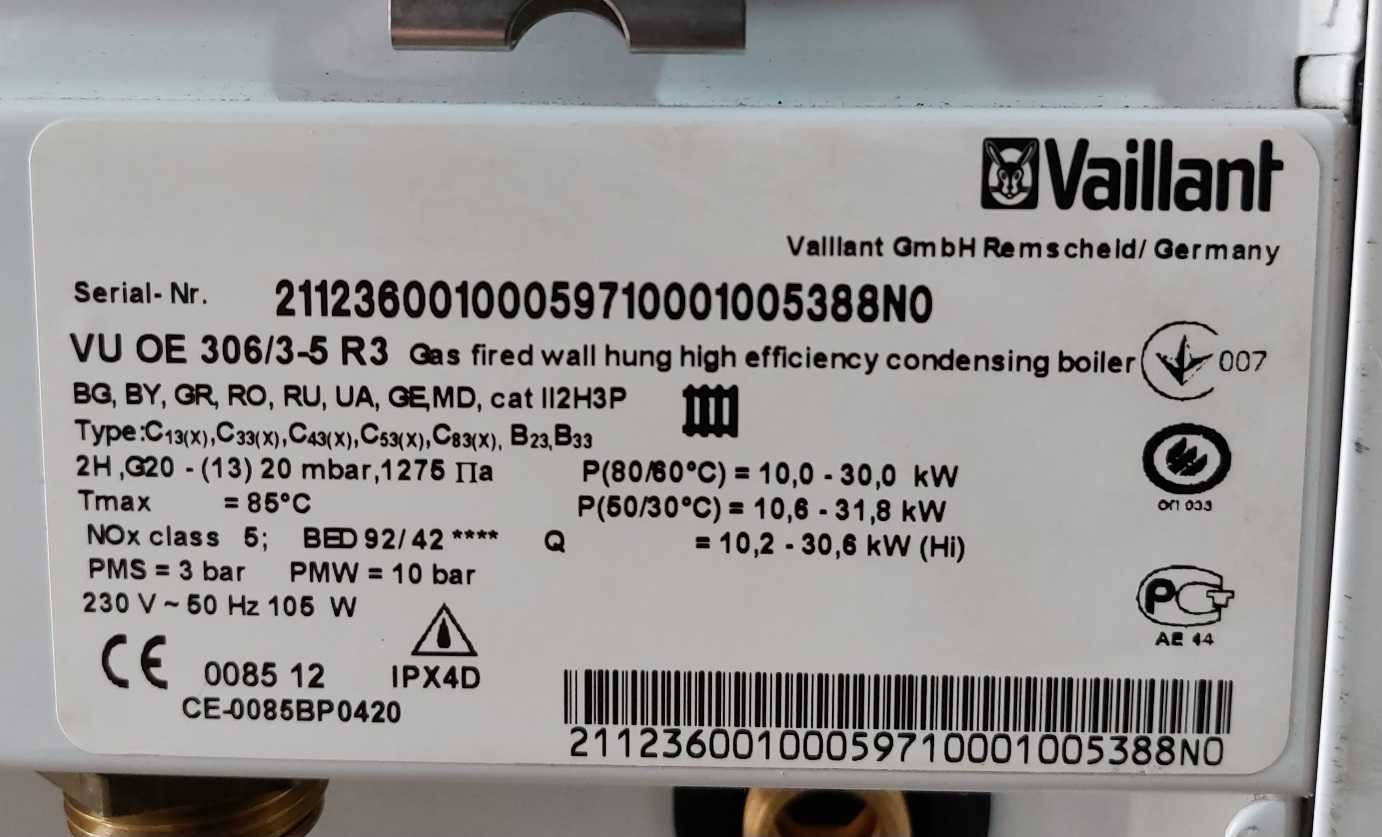 Vaillant
Vaillant GmbH Remscheld/ Germany
Serial- Nr. 21123600100059710001005388N0
VU OE 306/3-5 R3 Gas fired wall hung high efficiency condensing boiler
007
BG, BY, GR, RO, RU, UA, GE,MD, cat II2H3P
Type:C13(X),C33(X),C43(X),C53(X),C83(X), B23,B33
2H ,G20 - (13) 20 mbar,1275 Πa P(80/60°C) = 10,0 - 30,0 kW
Tmax = 85°C P(50/30°C) = 10,6 - 31,8 kW
ОП 033
NOx class 5; BED 92/42 **** Q = 10,2 - 30,6 kW (Hi)
PMS = 3 bar PMW = 10 bar
230 V ~ 50 Hz 105 W
РСТ
AE 44
CE 0085 12 IPX4D
CE-0085BP0420
21123600100059710001005388N0